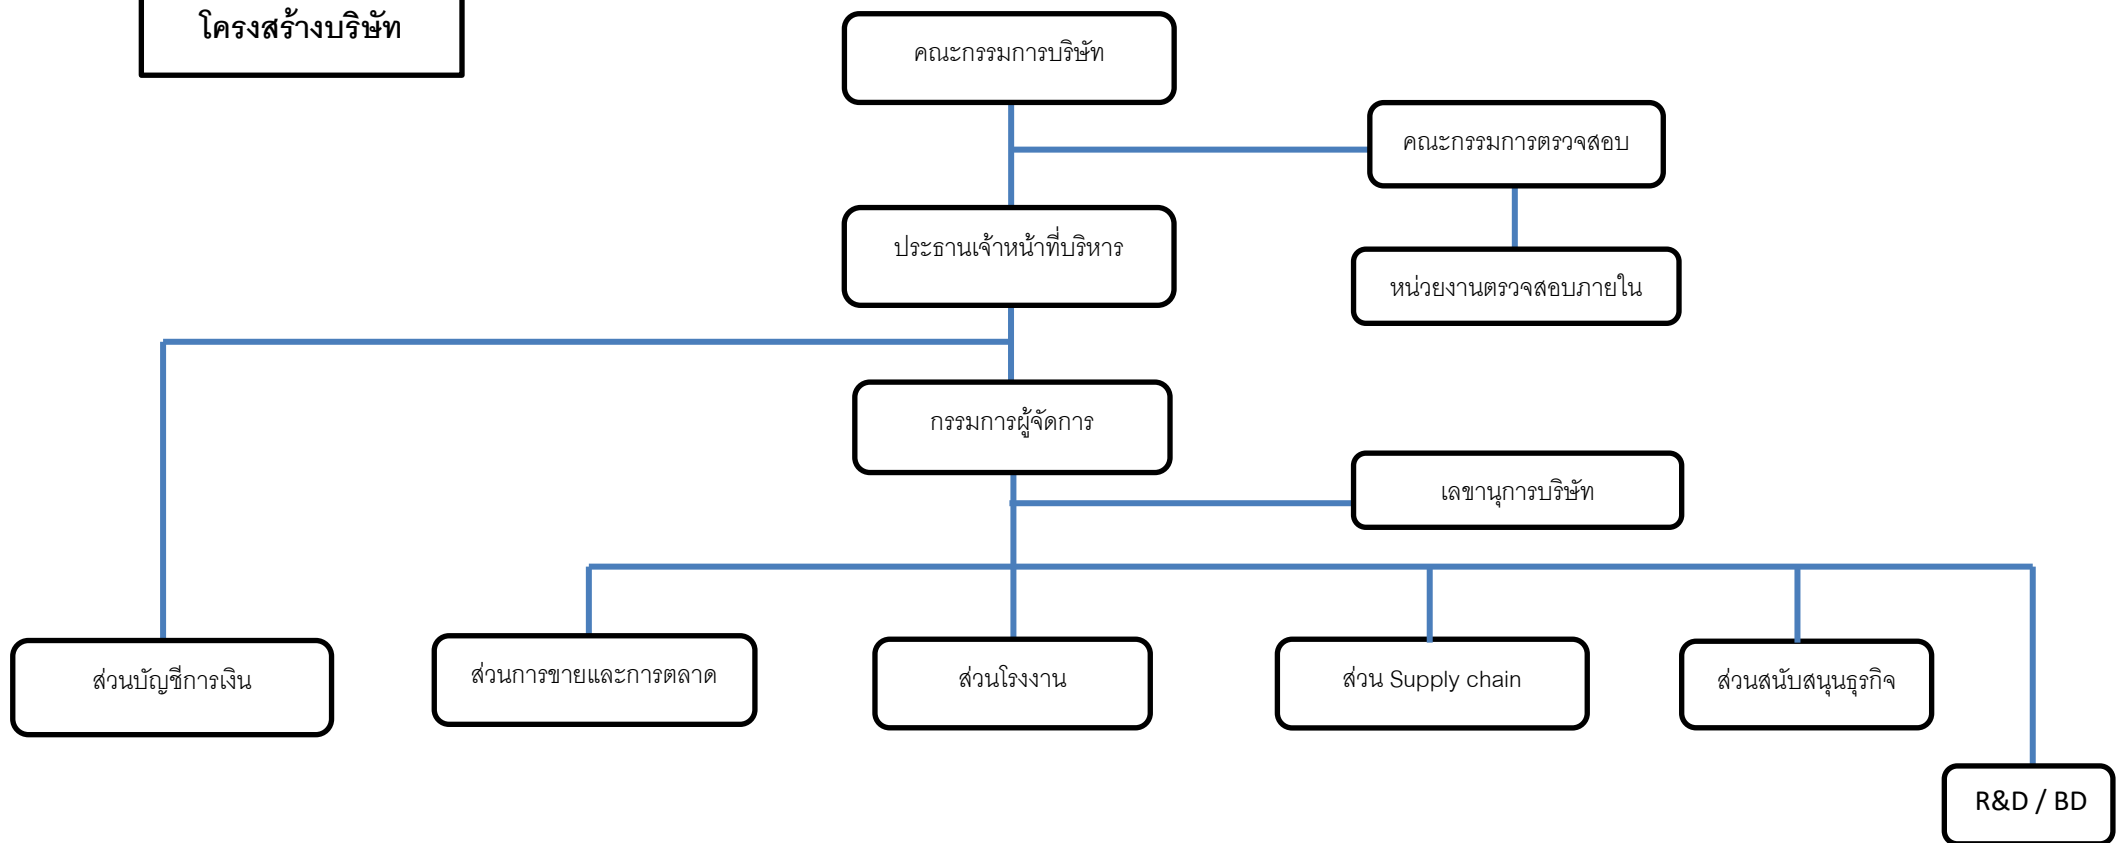 โครงสร้างบริษัท
คณะกรรมการบริษัท
คณะกรรมการตรวจสอบ
ประธานเจ้าหน้าที่บริหาร
หน่วยงานตรวจสอบภายใน
กรรมการผู้จัดการ
เลขานุการบริษัท
ส่วนบัญชีการเงิน
ส่วนการขายและการตลาด
ส่วนโรงงาน
ส่วน Supply chain
ส่วนสนับสนุนธุรกิจ
R&D / BD